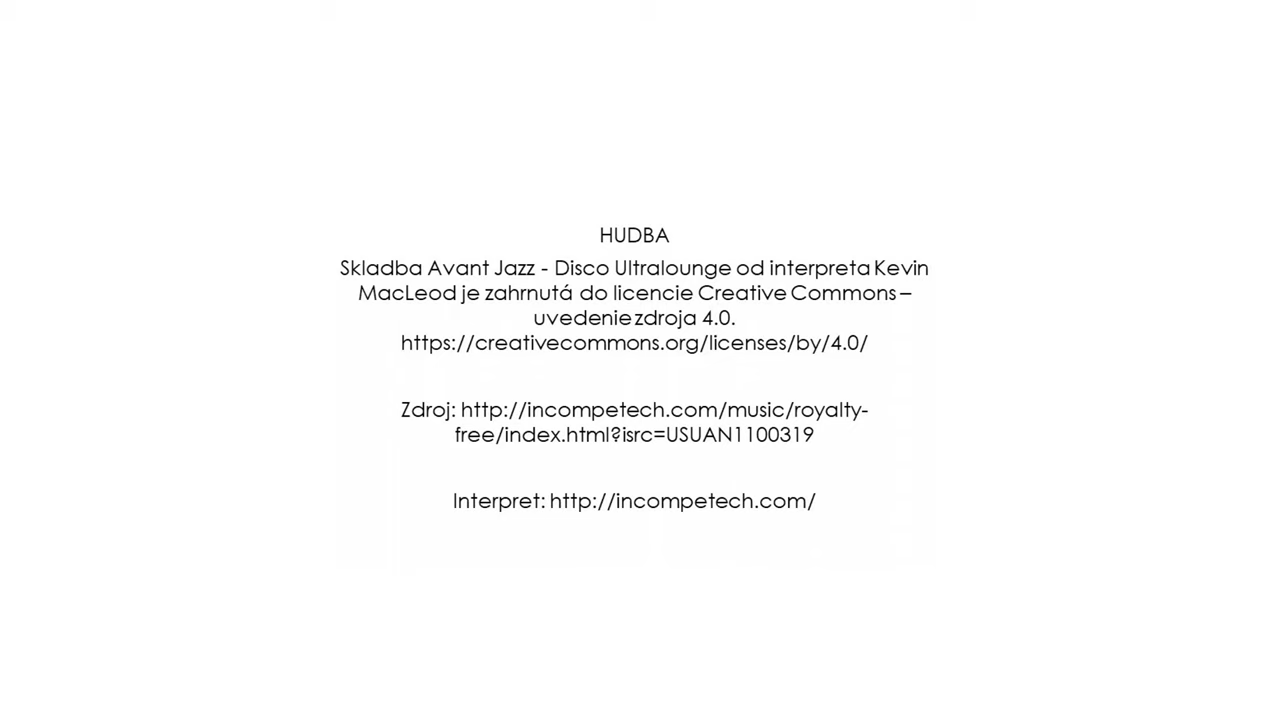 HUDBA
Skladba Avant Jazz - Disco Ultralounge od interpreta Kevin
MacLeod je zahrnutá do licencie Creative Commons –
uvedenie zdroja 4.0.
https://creativecommons.org/licenses/by/4.0/
Zdroj: http://incompetech.com/music/royalty-
free/index.html?isrc=USUAN1100319
Interpret: http://incompetech.com/